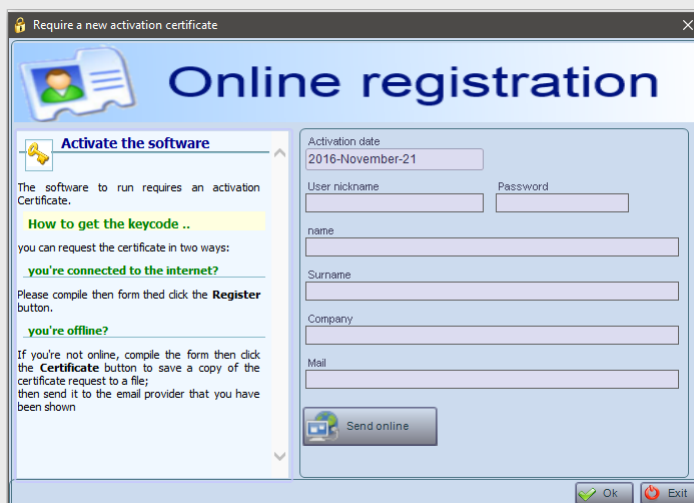 Require a new activation certificate
Online registration
Activate the software
The software to run requires an activation
Certificate.
How to get the keycode ..
you can request the certificate in two ways:
you're connected to the internet?
Please compile then form thed click the Register
button.
you're offline?
If you're not online, compile the form then click
the Certificate button to save a copy of the
certificate request to a file;
then send it to the email provider that you have
been shown
Activation date
2016-November-21
User nickname Password
name
Surname
Company
Mail
Send online
Ok Exit